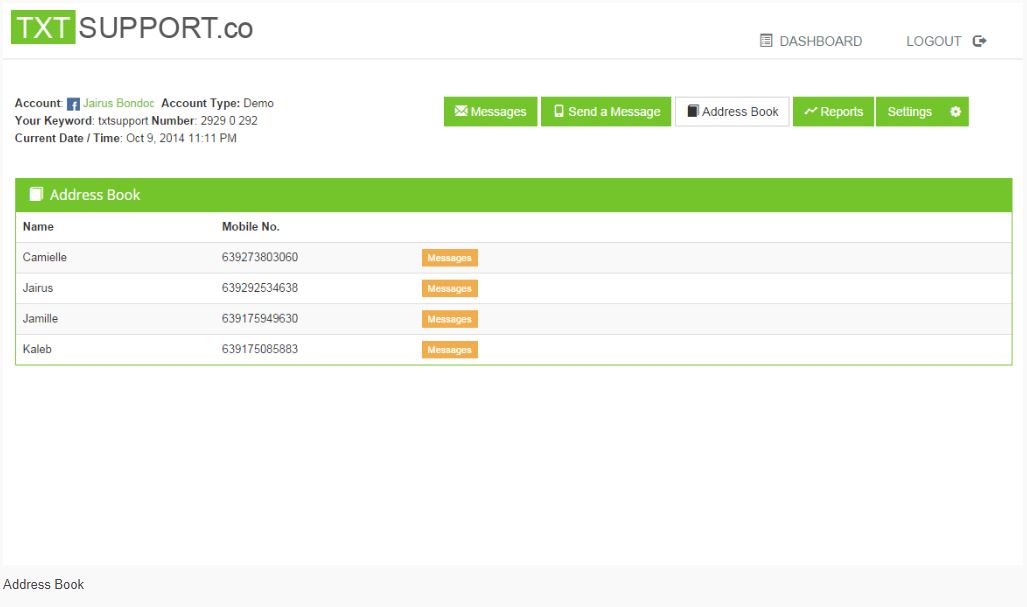 TXTSUPPORT.co
DASHBOARD LOGOUT
Account: Jairus Bondoc Account Type: Demo
Your Keyword: txtsupport Number: 2929 0 292
Current Date / Time: Oct 9, 2014 11:11 PM
Messages Send a Message Address Book Reports Settings
Address Book
Name Mobile No.
Camielle 639273803060 Messages
Jairus 639292534638 Messages
Jamille 639175949630 Messages
Kaleb 639175085883 Messages
Address Book